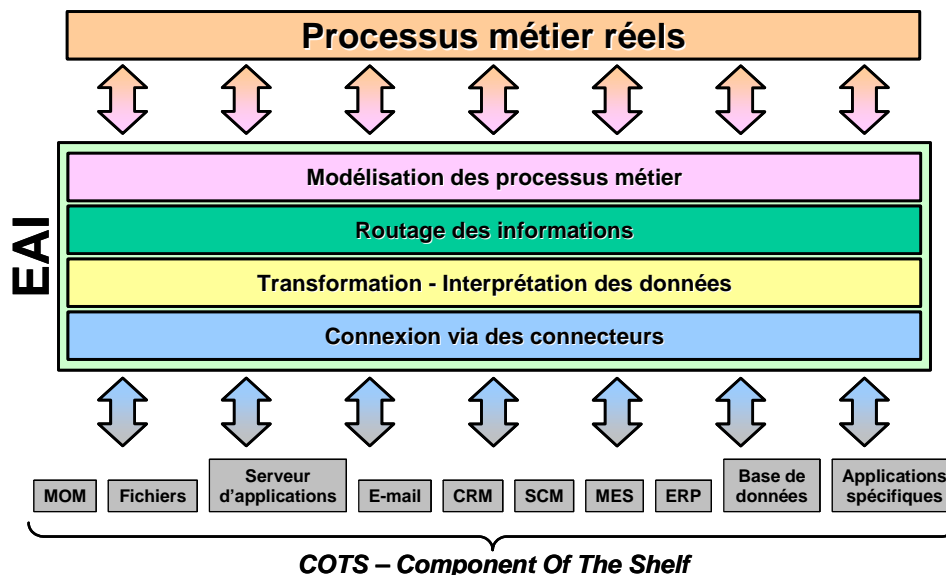 Processus métier réels
EAI
Modélisation des processus métier
Routage des informations
Transformation - Interprétation des données
Connexion via des connecteurs
MOM
Fichiers
Serveur
d'applications
E-mail
CRM
SCM
MES
ERP
Base de
données
Applications
spécifiques
COTS – Component Of The Shelf